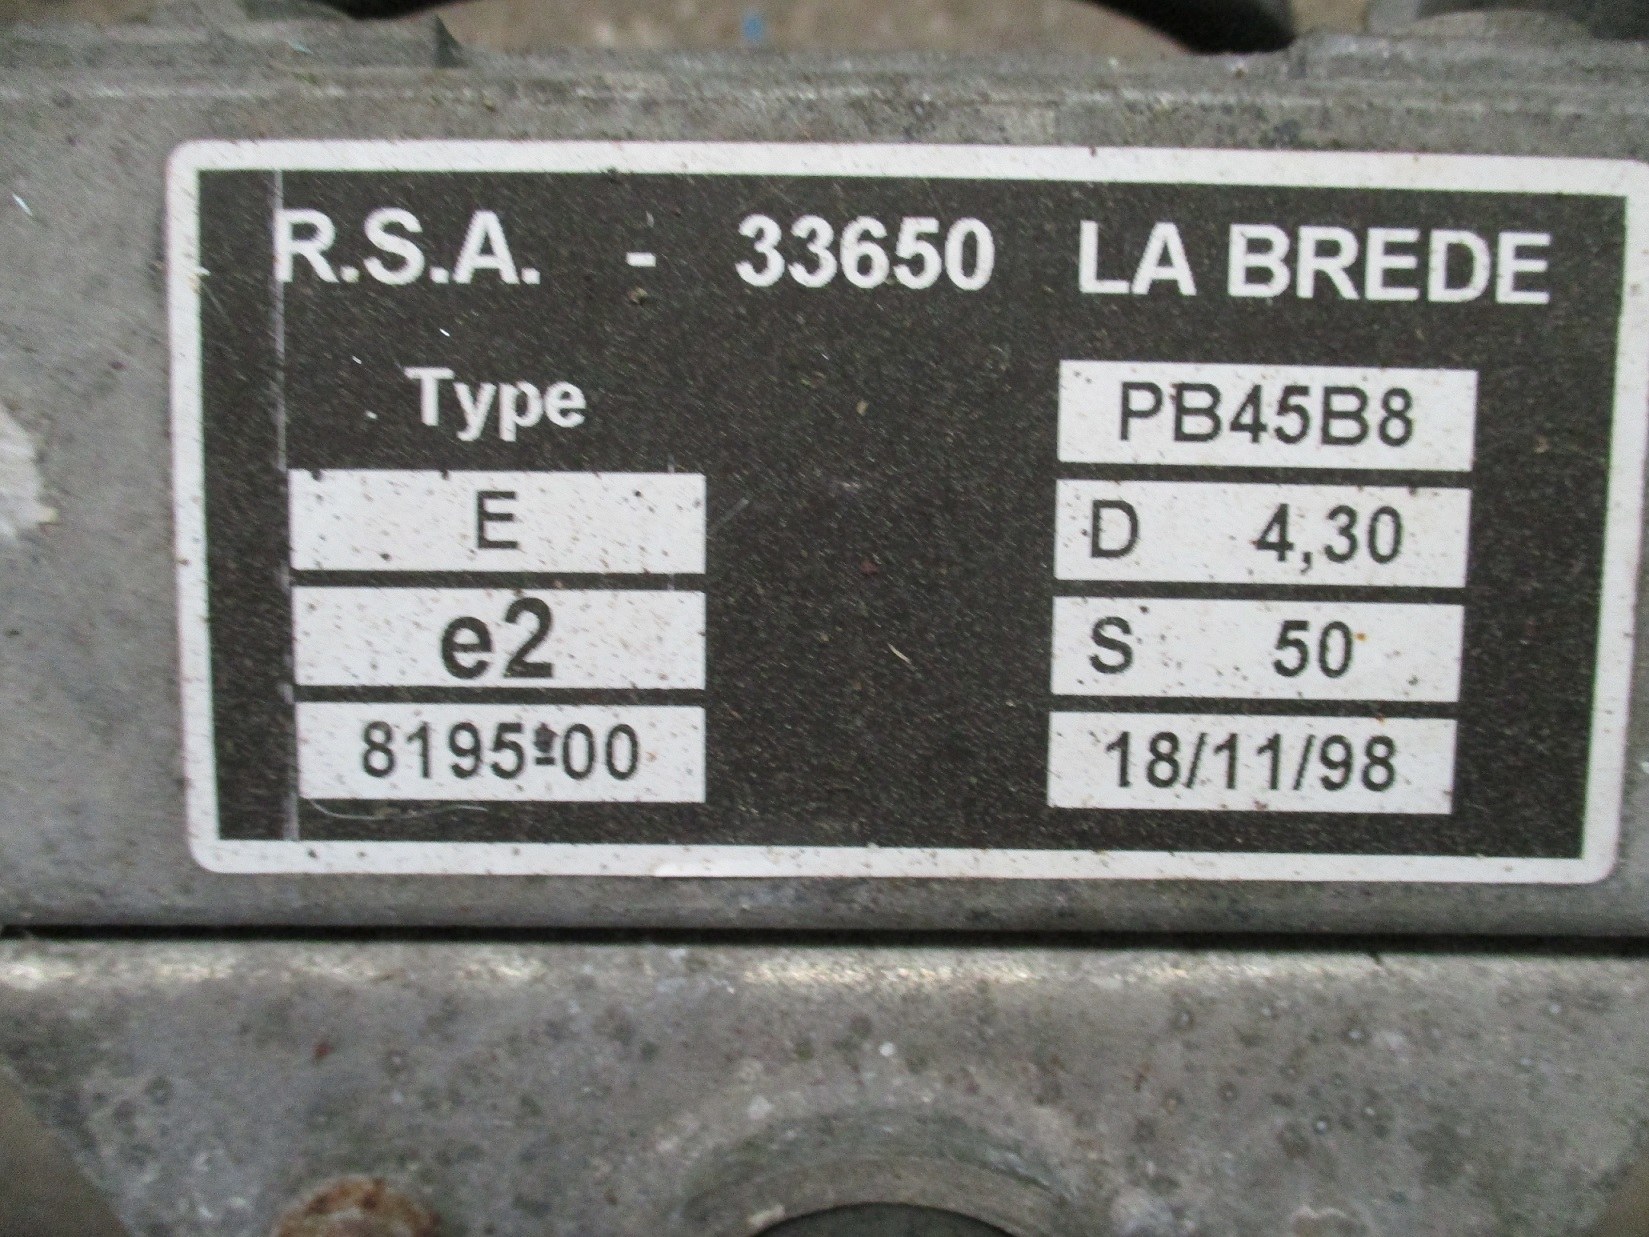 R.S.A. - 33650 LA BREDE
Type PB45B8
E D 4,30
e2 S 50
8195*00 18/11/98